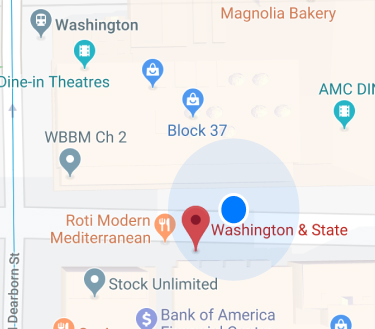 Magnolia Bakery
Washington
Dine-in Theatres
AMC DIN
Block 37
WBBM Ch 2
Roti Modern
Mediterranean
Washington & State
Dearborn St
Stock Unlimited
Bank of America